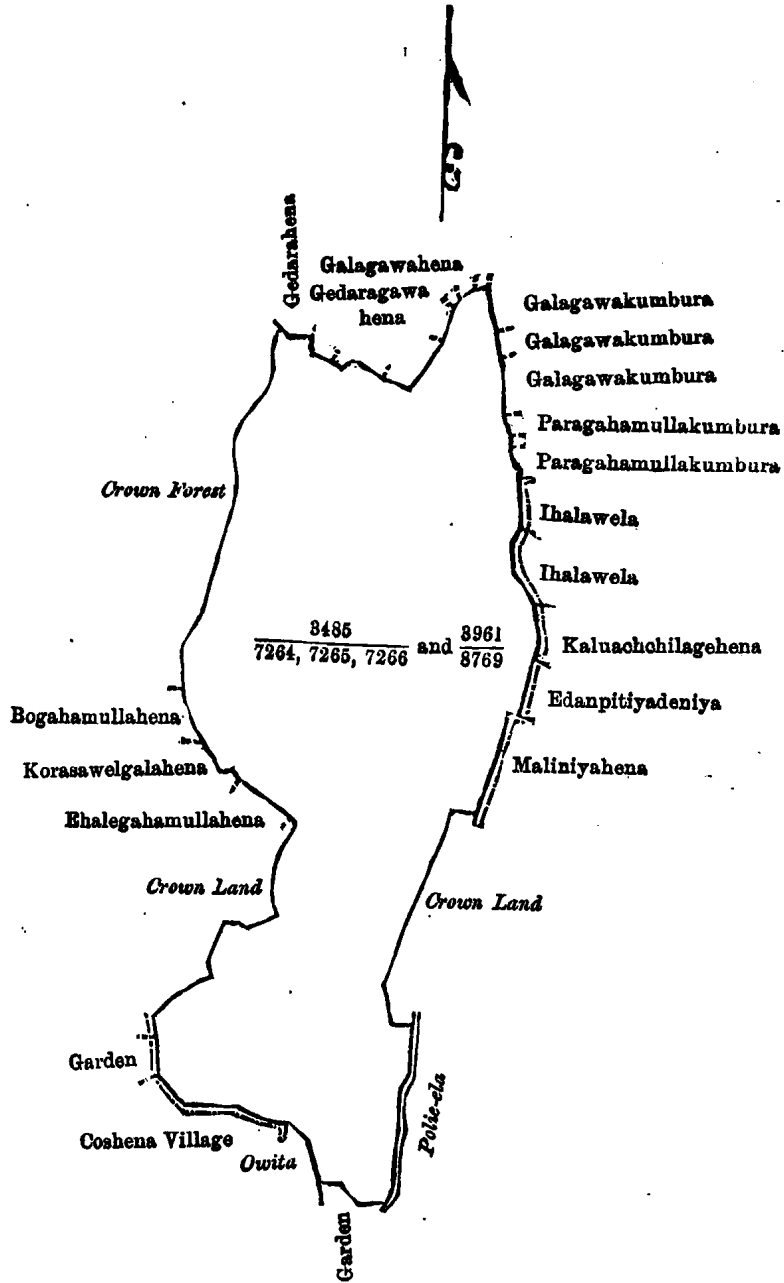 Gedarahena
Galagawahena
Gedaragawa
hena
Galagawakumbura
Galagawakumbura
Galagawakumbura
Paragahamullakumbura
Paragahamullakumbura
Crown Forest
Ihalawela
Ihalawela
3485
7264, 7265, 7266 and 3961
8769
Kaluachchilagehena
Edanpitiyadeniya
Bogahamullahena
Maliniyahena
Korasawelgalahena
Ehalegahamullahena
Crown Land
Crown Land
Garden
Polie-ela
Coshena Village
Owita
Garden